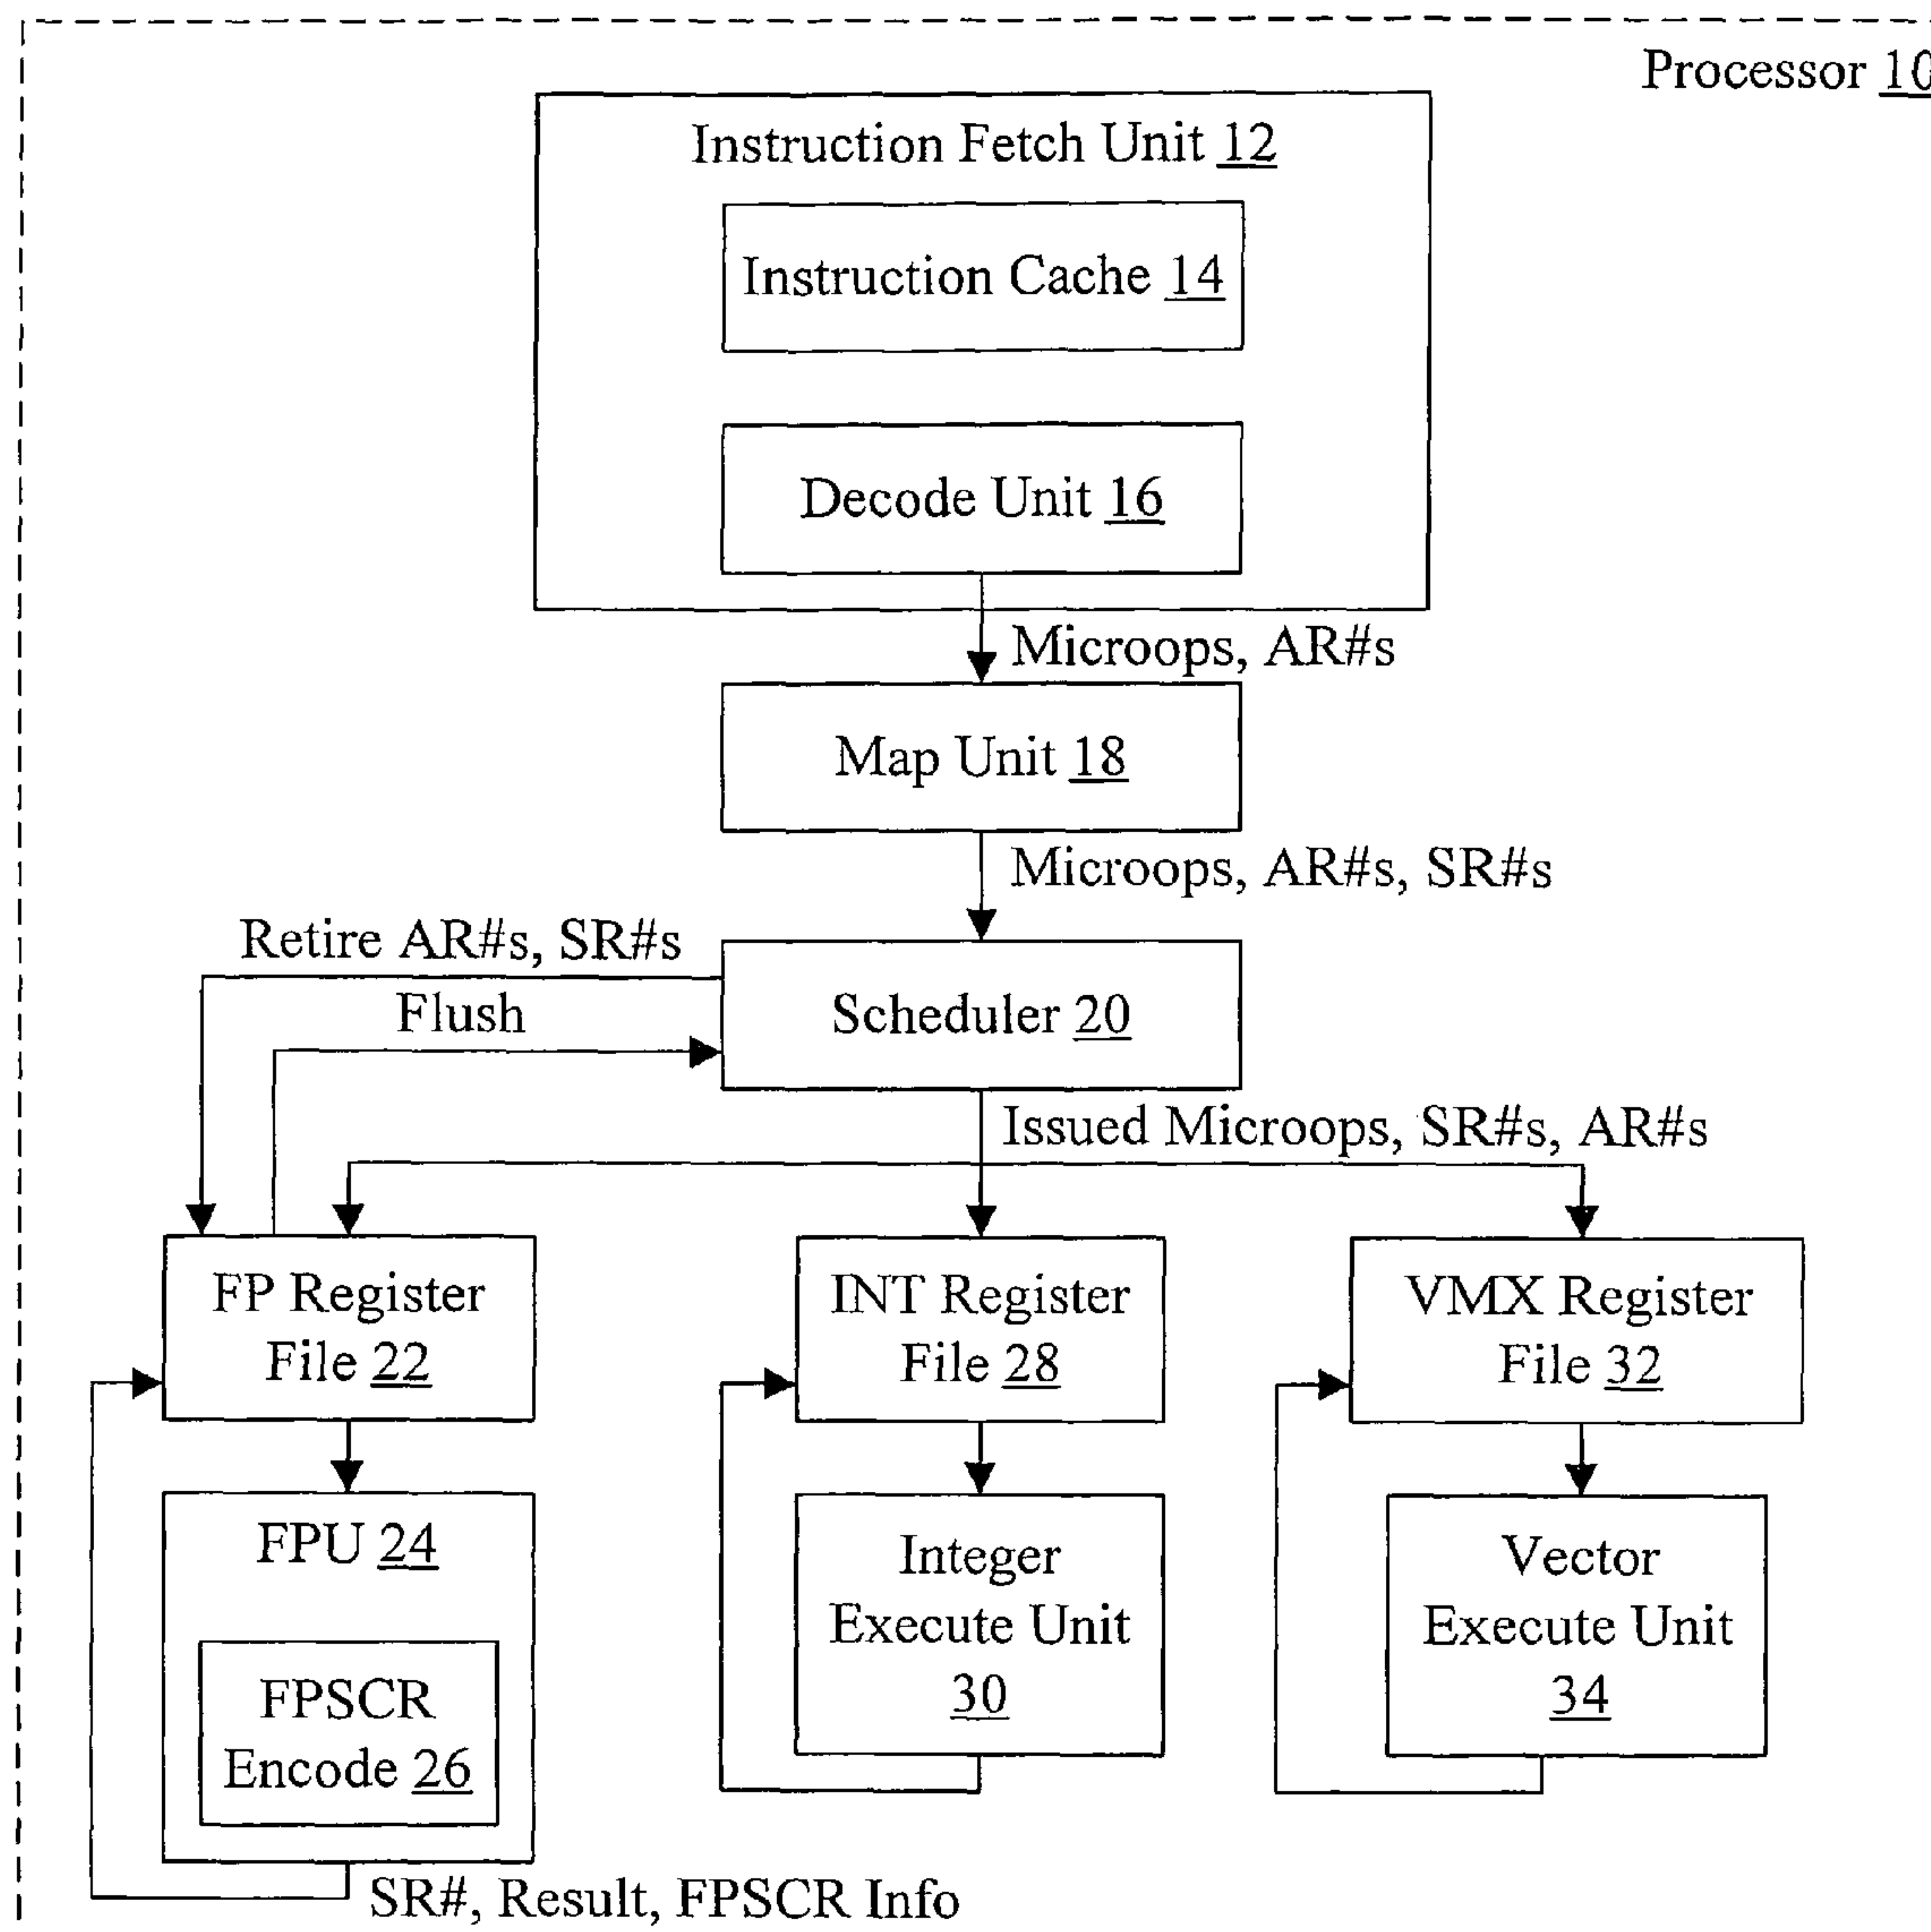 Processor 10
Instruction Fetch Unit 12
Instruction Cache 14
Decode Unit 16
Microops, AR#s
Map Unit 18
Microops, AR#s, SR#s
Retire AR#s, SR#s
Flush
Scheduler 20
Issued Microops, SR#s, AR#s
FP Register
File 22
INT Register
File 28
VMX Register
File 32
FPU 24
FPSCR
Encode 26
Integer
Execute Unit
30
Vector
Execute Unit
34
SR#, Result, FPSCR Info